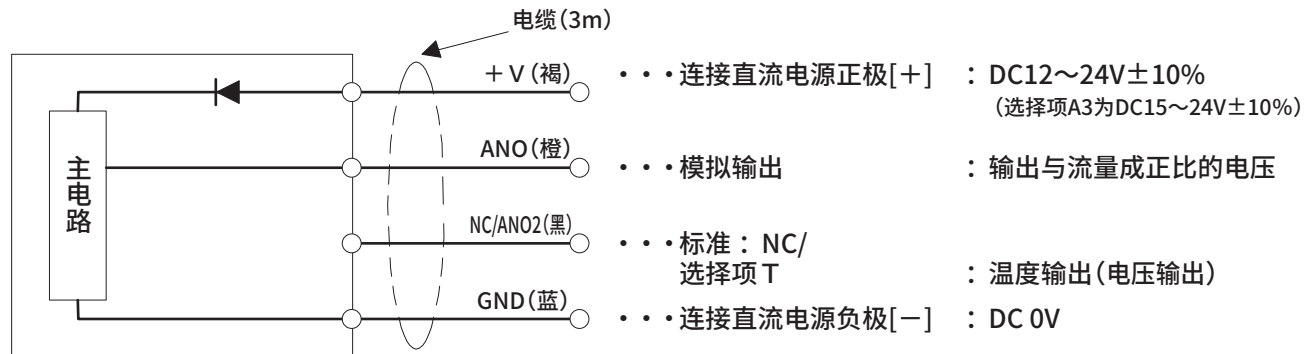 电缆（3m）
＋V（褐） ・・・连接直流电源正极[＋] ：DC12～24V±10%
（选择项A3为DC15～24V±10%）
ANO（橙） ・・・模拟输出 ：输出与流量成正比的电压
主电路
NC/ANO2（黑） ・・・标准：NC/
选择项T ：温度输出（电压输出）
GND（蓝） ・・・连接直流电源负极[－] ：DC 0V